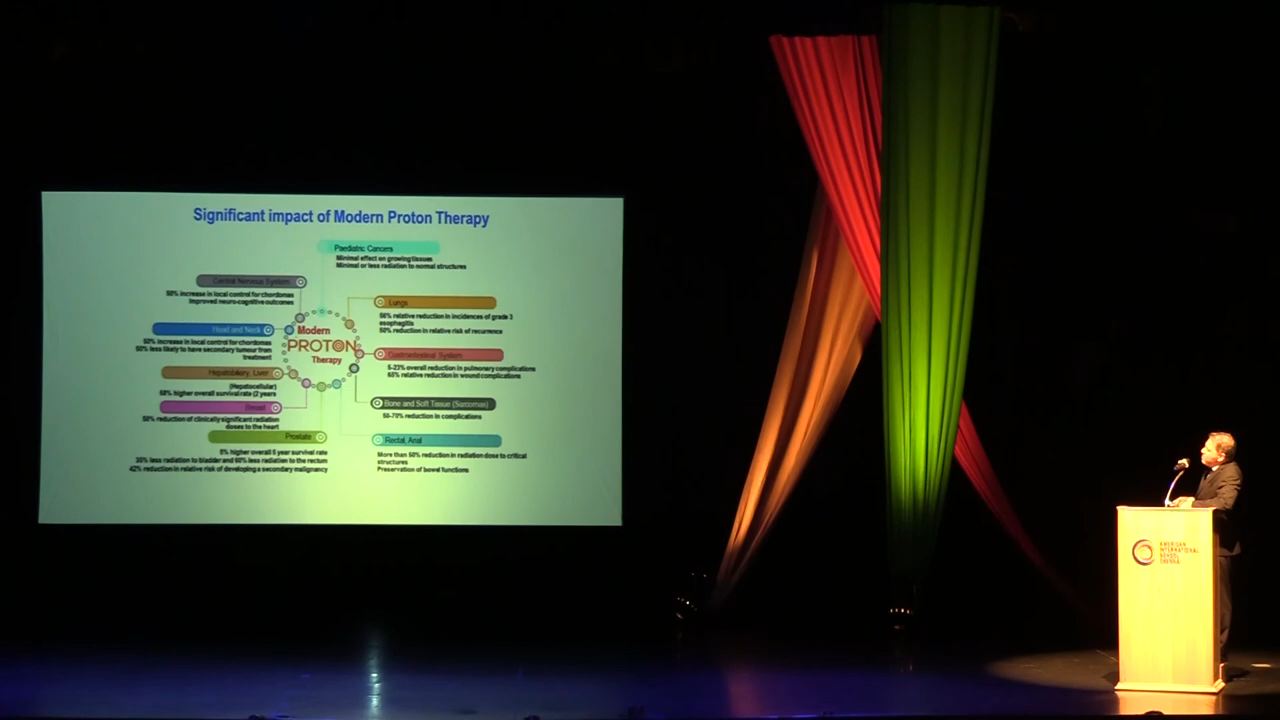 Significant impact of Modern Proton Therapy
Paediatric Cancers
Minimal effect on growing tissues
Minimal or less radiation to normal structures
Central Nervous System
50% increase in local control for chordomas
Improved neuro-cognitive outcomes
Head and Neck
50% increase in local control for chordomas
50% less likely to have secondary tumour from
treatment
Hepatobiliary, Liver
(Hepatocellular)
58% higher overall survival rate (2 years
Breast
50% reduction of clinically significant radiation
doses to the heart
Prostate
5% higher overall 5 year survival rate
35% less radiation to bladder and 60% less radiation to the rectum
42% reduction in relative risk of developing a secondary malignancy
Modern
PROTON
Therapy
Lungs
56% relative reduction in incidences of grade 3
esophagitis
50% reduction in relative risk of recurrence
Gastrointestinal System
5-23% overall reduction in pulmonary complications
65% relative reduction in wound complications
Bone and Soft Tissue (Sarcomas)
50-70% reduction in complications
Rectal, Anal
More than 50% reduction in radiation dose to critical
structures
Preservation of bowel functions
AMERICAN
INTERNATIONAL
SCHOOL
CHENNAI